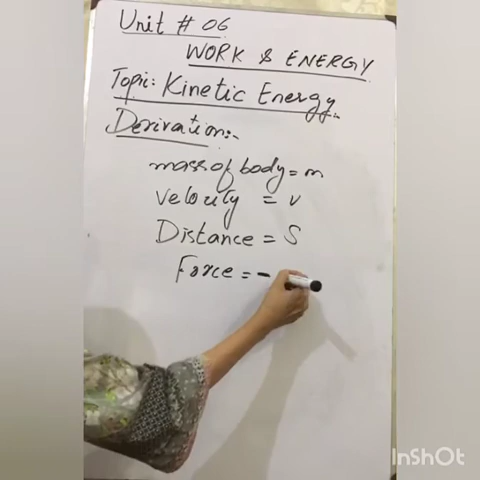 Unit # 06
WORK & ENERGY
Topic: Kinetic Energy
Derivation:-
mass of body = m
velocity = v
Distance = S
Force = -
InShOt